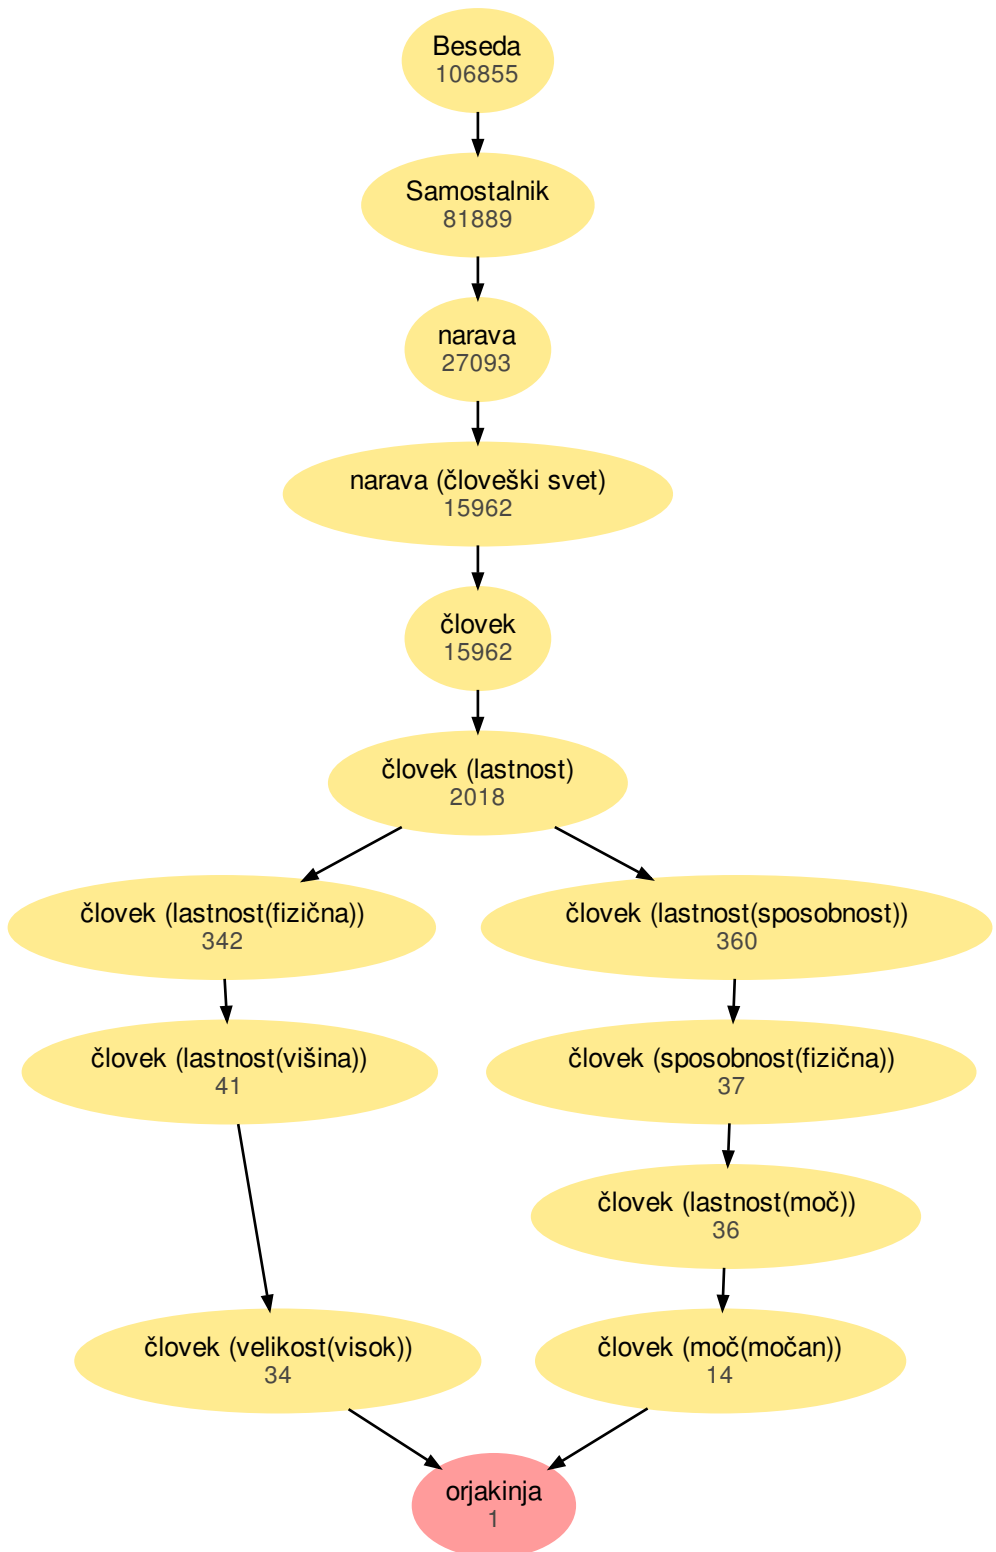 Beseda
106855
Samostalnik
81889
narava
27093
narava (človeški svet)
15962
človek
15962
človek (lastnost)
2018
človek (lastnost(fizična))
342
človek (lastnost(sposobnost))
360
človek (lastnost(višina))
41
človek (sposobnost(fizična))
37
človek (lastnost(moč))
36
človek (velikost(visok))
34
človek (moč(močan))
14
orjakinja
1